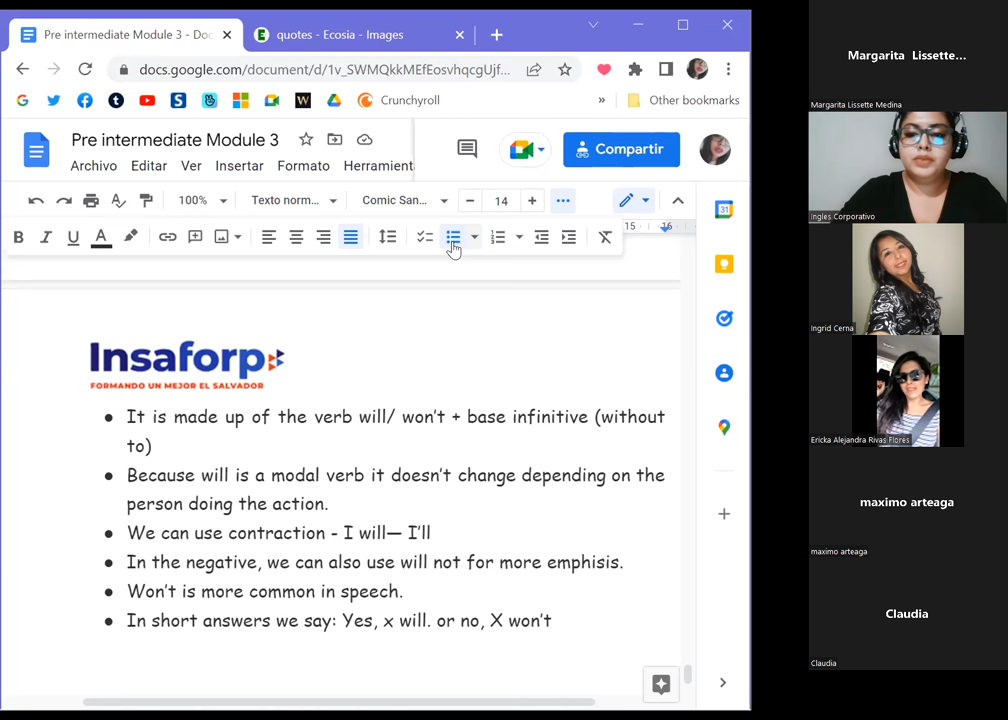 Pre intermediate Module 3 - Doc
quotes - Ecosia - Images
docs.google.com/document/d/1v_SWMQkkMEfEosvhqcgUjf...
Crunchyroll
»
Other bookmarks
Pre intermediate Module 3
Archivo Editar Ver Insertar Formato Herramient
Compartir
100% Texto norm... Comic San... − 14 +
15 16
31
Insaforp
FORMANDO UN MEJOR EL SALVADOR
● It is made up of the verb will/ won't + base infinitive (without
to)
● Because will is a modal verb it doesn't change depending on the
person doing the action.
● We can use contraction - I will— I'll
● In the negative, we can also use will not for more emphisis.
● Won't is more common in speech.
● In short answers we say: Yes, x will. or no, X won't
Margarita Lissette...
Margarita Lissette Medina
Ingles Corporativo
Ingrid Cerna
Ericka Alejandra Rivas Flores
maximo arteaga
maximo arteaga
Claudia
Claudia